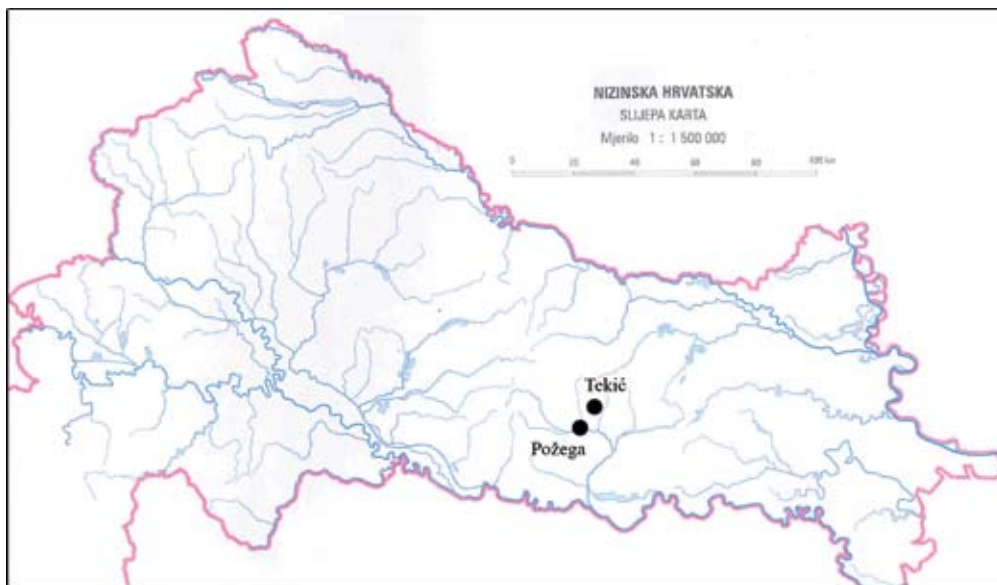 NIZINSKA HRVATSKA
SLIJEPA KARTA
Mjerilo 1 : 1 500 000
0 20 40 60 80 100 km
Tekić
Požega